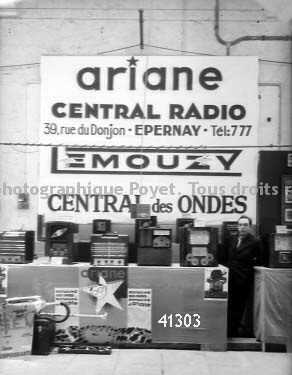 ariane
CENTRAL RADIO
39, rue du Donjon - EPERNAY - Tél: 777
LEMOUZY
photographique Poyet. Tous droits
CENTRAL des ONDES
ariane
41303